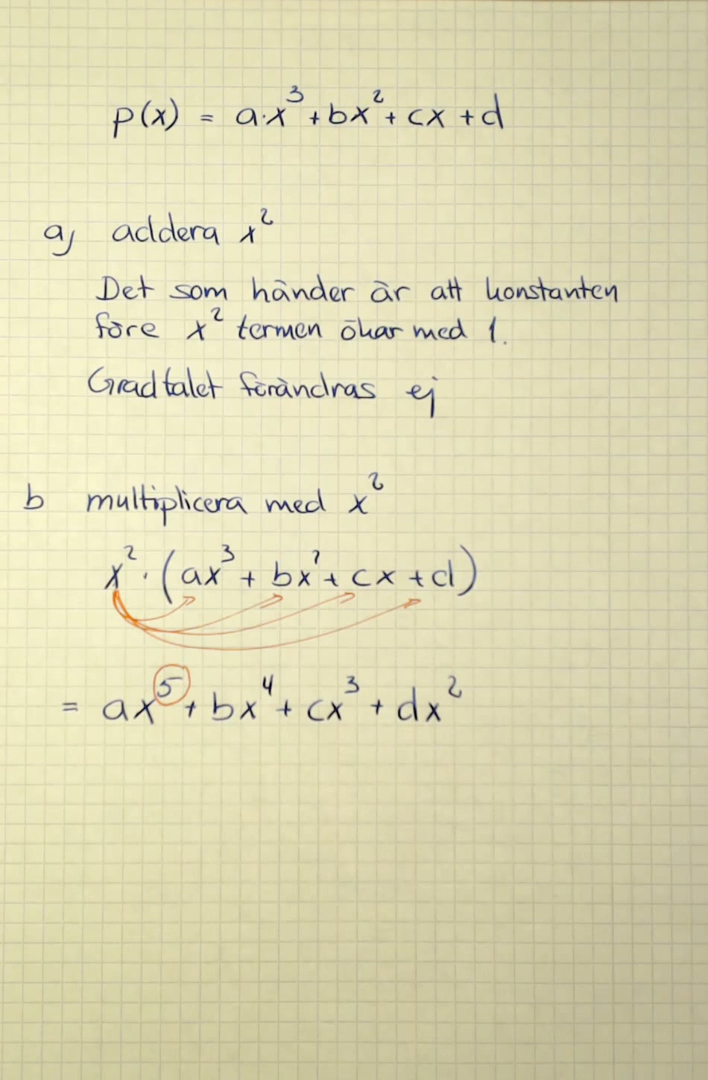 p(x) = a·x³ + bx² + cx + d
a) addera x²
Det som händer är att konstanten
före x² termen ökar med 1.
Gradtalet förändras ej
b multiplicera med x²
x² · (ax³ + bx² + cx + d)
= ax⁵ + bx⁴ + cx³ + dx²